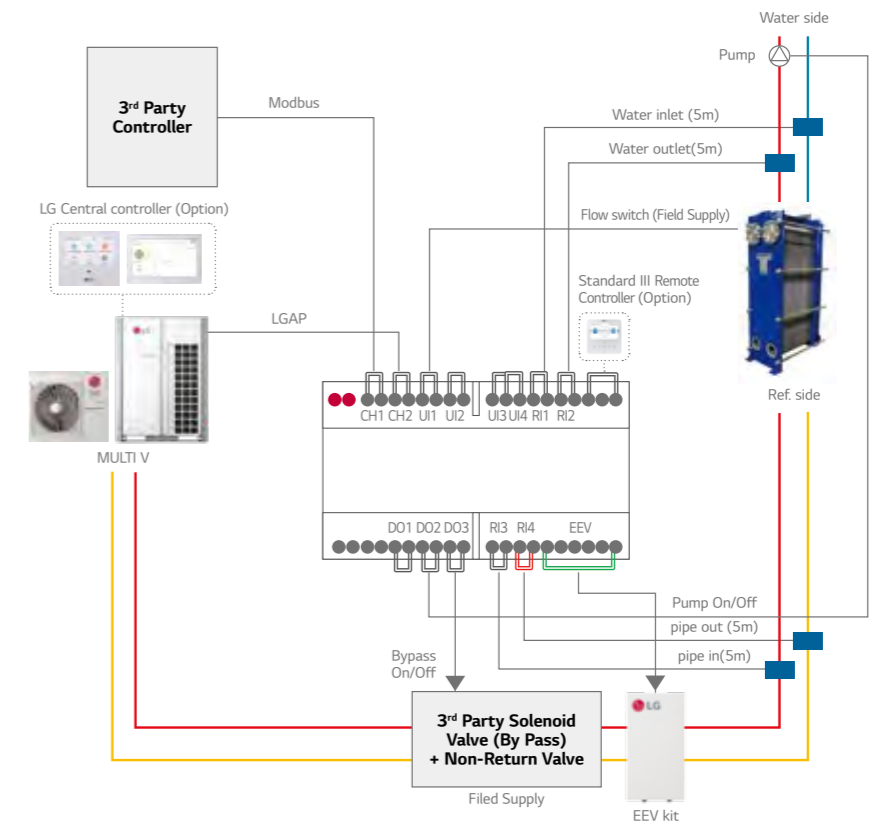 Water side
Pump
3rd Party
Controller
Modbus
Water inlet (5m)
Water outlet(5m)
LG Central controller (Option)
Flow switch (Field Supply)
Standard III Remote
Controller (Option)
LGAP
LG
CH1 CH2 UI1 UI2 UI3 UI4 RI1 RI2
Ref. side
MULTI V
DO1 DO2 DO3 RI3 RI4 EEV
Pump On/Off
pipe out (5m)
Bypass
On/Off
pipe in(5m)
3rd Party Solenoid
Valve (By Pass)
+ Non-Return Valve
LG
Filed Supply
EEV kit